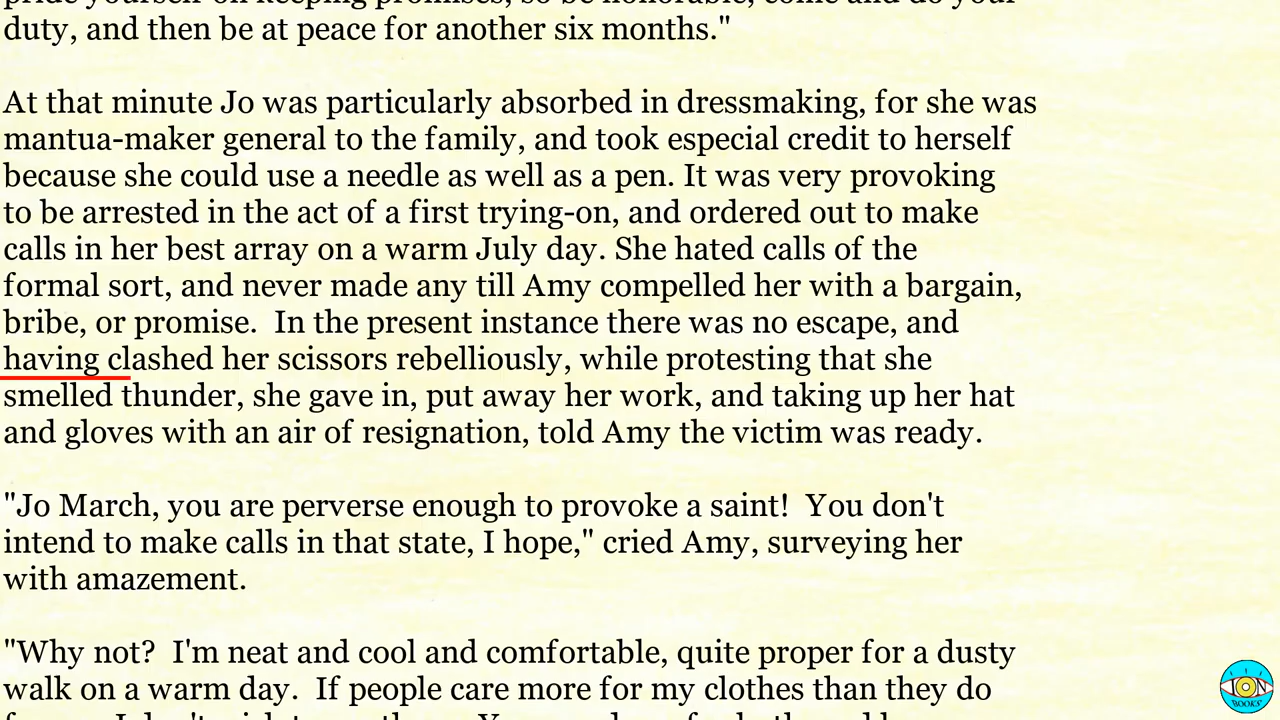 duty, and then be at peace for another six months."
At that minute Jo was particularly absorbed in dressmaking, for she was
mantua-maker general to the family, and took especial credit to herself
because she could use a needle as well as a pen. It was very provoking
to be arrested in the act of a first trying-on, and ordered out to make
calls in her best array on a warm July day. She hated calls of the
formal sort, and never made any till Amy compelled her with a bargain,
bribe, or promise.  In the present instance there was no escape, and
having clashed her scissors rebelliously, while protesting that she
smelled thunder, she gave in, put away her work, and taking up her hat
and gloves with an air of resignation, told Amy the victim was ready.
"Jo March, you are perverse enough to provoke a saint!  You don't
intend to make calls in that state, I hope," cried Amy, surveying her
with amazement.
"Why not?  I'm neat and cool and comfortable, quite proper for a dusty
walk on a warm day.  If people care more for my clothes than they do
ION
BOOKS